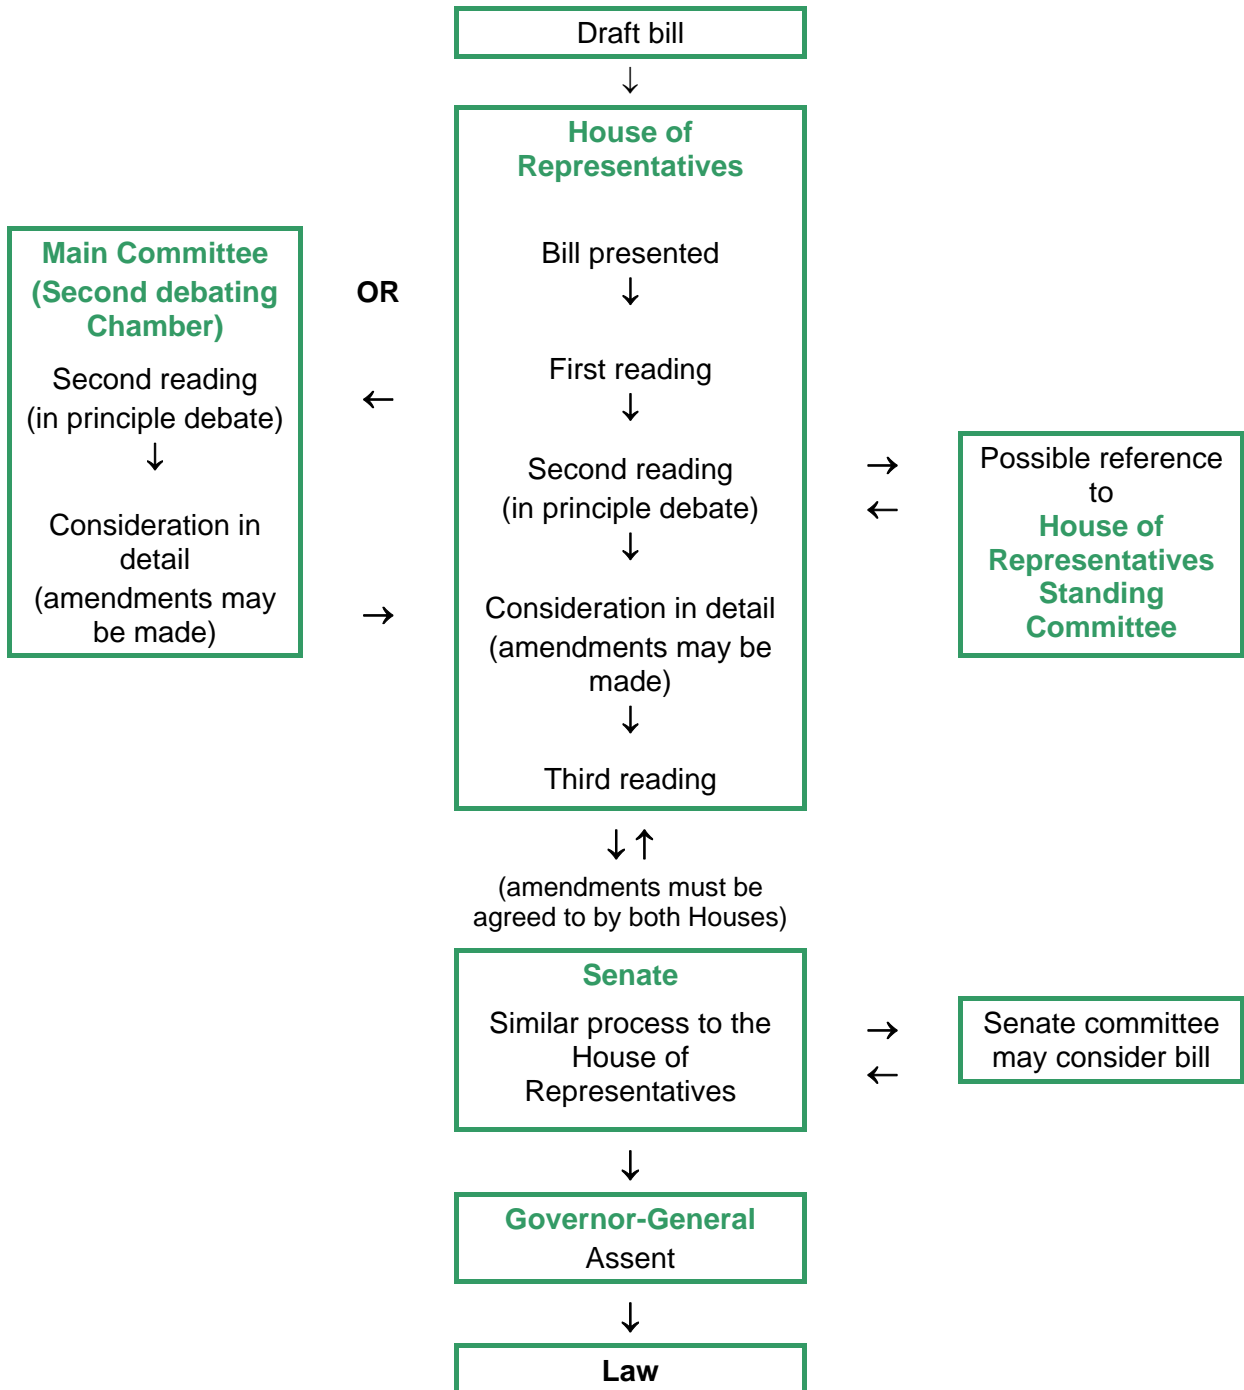 Draft bill
↓
House of
Representatives
Bill presented
↓
First reading
↓
Second reading
(in principle debate)
↓
Consideration in detail
(amendments may be
made)
↓
Third reading
Main Committee
(Second debating
Chamber)
Second reading
(in principle debate)
↓
Consideration in
detail
(amendments may
be made)
OR
←
→
→
←
Possible reference
to
House of
Representatives
Standing
Committee
↓↑
(amendments must be
agreed to by both Houses)
Senate
Similar process to the
House of
Representatives
→
←
Senate committee
may consider bill
↓
Governor-General
Assent
↓
Law